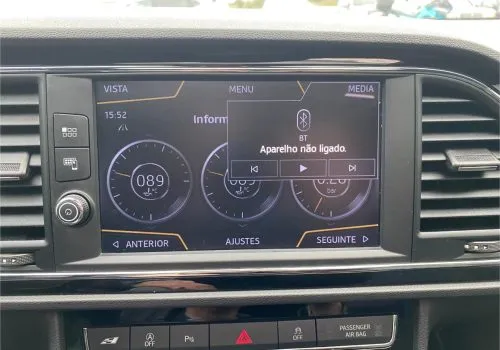 VISTA
MENU
MEDIA
15:52
Inform
BT
Aparelho não ligado.
089
°C
bar
ANTERIOR
AJUSTES
SEGUINTE
OFF
P
OFF
PASSENGER
AIR BAG